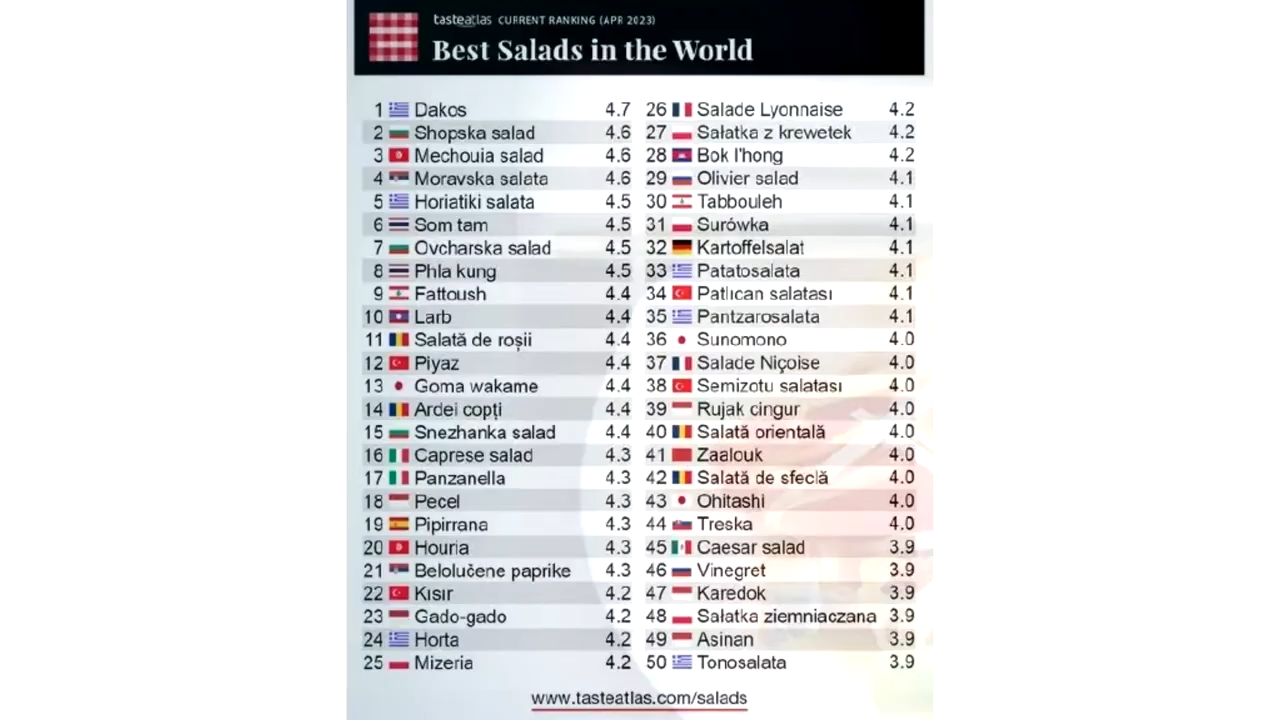 tasteatlas CURRENT RANKING (APR 2023)
Best Salads in the World
1 Dakos 4.7
2 Shopska salad 4.6
3 Mechouia salad 4.6
4 Moravska salata 4.6
5 Horiatiki salata 4.5
6 Som tam 4.5
7 Ovcharska salad 4.5
8 Phla kung 4.5
9 Fattoush 4.4
10 Larb 4.4
11 Salată de roșii 4.4
12 Piyaz 4.4
13 Goma wakame 4.4
14 Ardei copți 4.4
15 Snezhanka salad 4.4
16 Caprese salad 4.3
17 Panzanella 4.3
18 Pecel 4.3
19 Pipirrana 4.3
20 Houria 4.3
21 Belolučene paprike 4.3
22 Kısır 4.2
23 Gado-gado 4.2
24 Horta 4.2
25 Mizeria 4.2
26 Salade Lyonnaise 4.2
27 Sałatka z krewetek 4.2
28 Bok l'hong 4.2
29 Olivier salad 4.1
30 Tabbouleh 4.1
31 Surówka 4.1
32 Kartoffelsalat 4.1
33 Patatosalata 4.1
34 Patlıcan salatası 4.1
35 Pantzarosalata 4.1
36 Sunomono 4.0
37 Salade Niçoise 4.0
38 Semizotu salatası 4.0
39 Rujak cingur 4.0
40 Salată orientală 4.0
41 Zaalouk 4.0
42 Salată de sfeclă 4.0
43 Ohitashi 4.0
44 Treska 4.0
45 Caesar salad 3.9
46 Vinegret 3.9
47 Karedok 3.9
48 Sałatka ziemniaczana 3.9
49 Asinan 3.9
50 Tonosalata 3.9
www.tasteatlas.com/salads